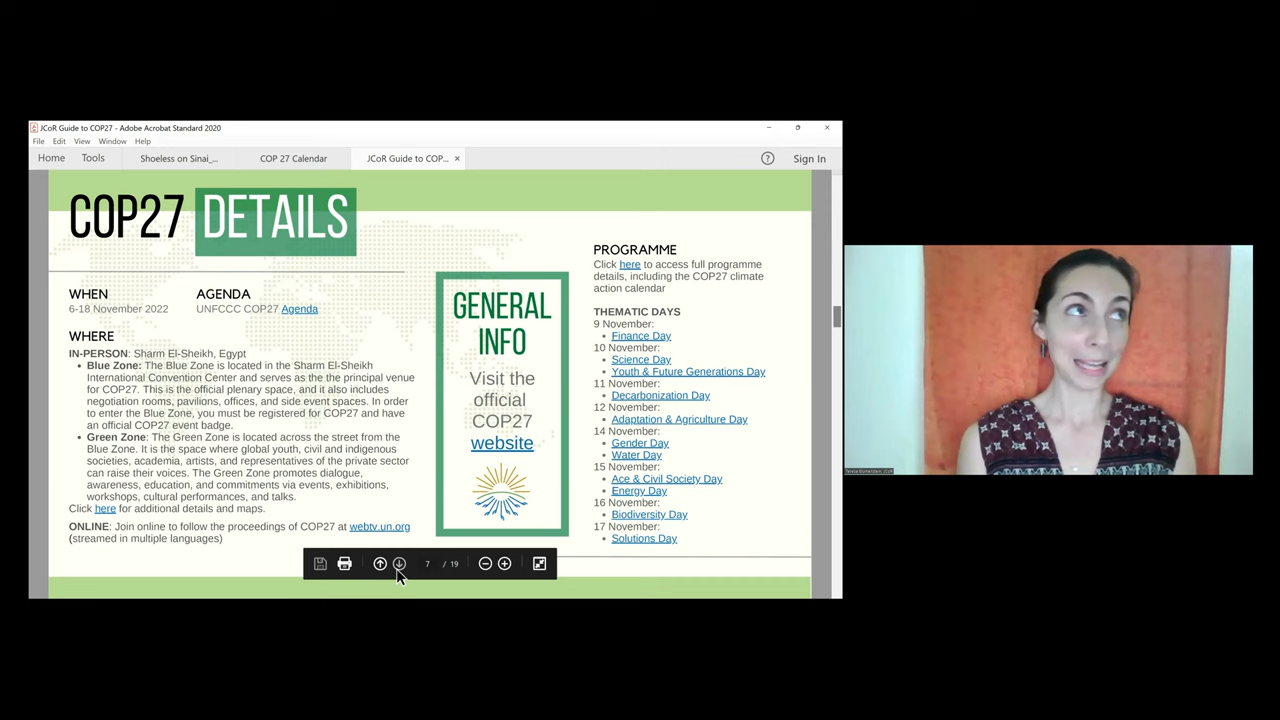 JCoR Guide to COP27 - Adobe Acrobat Standard 2020
File Edit View Window Help
Home Tools Shoeless on Sinai_... COP 27 Calendar JCoR Guide to COP... × ? Sign In
COP27 DETAILS
WHEN
6-18 November 2022
AGENDA
UNFCCC COP27 Agenda
WHERE
IN-PERSON: Sharm El-Sheikh, Egypt
• Blue Zone: The Blue Zone is located in the Sharm El-Sheikh
International Convention Center and serves as the the principal venue
for COP27. This is the official plenary space, and it also includes
negotiation rooms, pavilions, offices, and side event spaces. In order
to enter the Blue Zone, you must be registered for COP27 and have
an official COP27 event badge.
• Green Zone: The Green Zone is located across the street from the
Blue Zone. It is the space where global youth, civil and indigenous
societies, academia, artists, and representatives of the private sector
can raise their voices. The Green Zone promotes dialogue,
awareness, education, and commitments via events, exhibitions,
workshops, cultural performances, and talks.
Click here for additional details and maps.
ONLINE: Join online to follow the proceedings of COP27 at webtv.un.org
(streamed in multiple languages)
GENERAL
INFO
Visit the
official
COP27
website
PROGRAMME
Click here to access full programme
details, including the COP27 climate
action calendar
THEMATIC DAYS
9 November:
• Finance Day
10 November:
• Science Day
• Youth & Future Generations Day
11 November:
• Decarbonization Day
12 November:
• Adaptation & Agriculture Day
14 November:
• Gender Day
• Water Day
15 November:
• Ace & Civil Society Day
• Energy Day
16 November:
• Biodiversity Day
17 November:
• Solutions Day
7 / 19